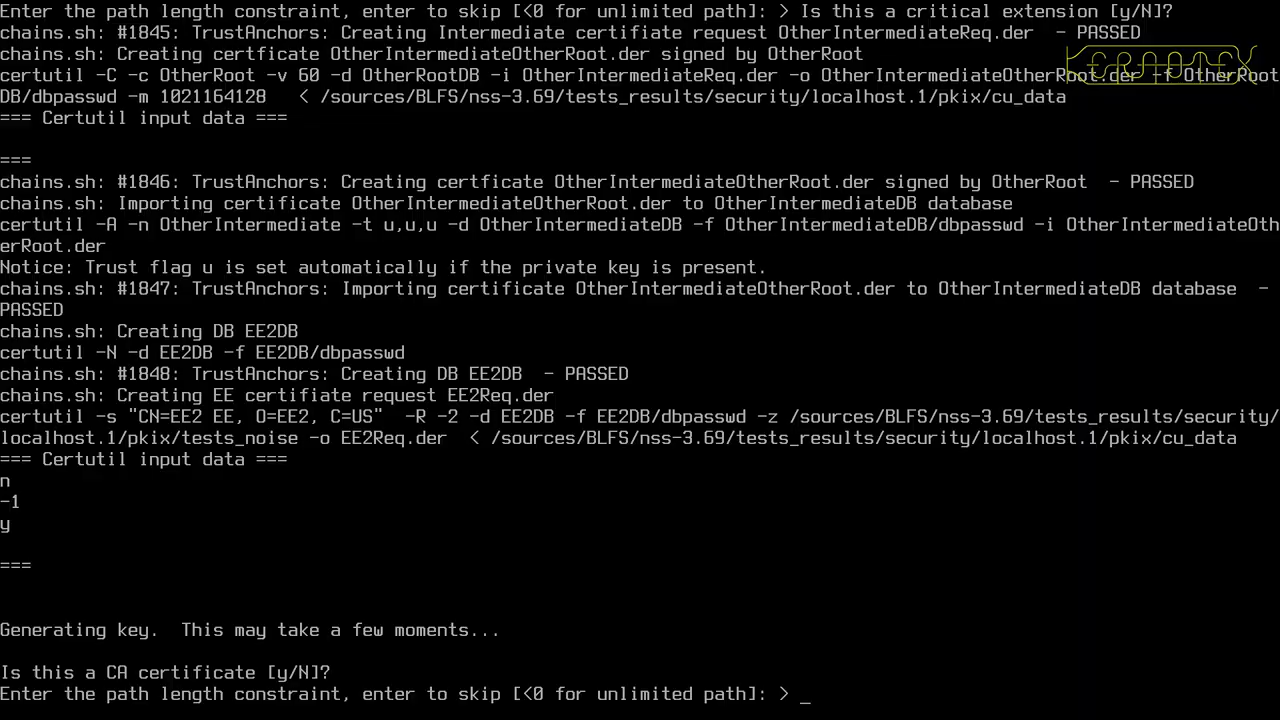 Enter the path length constraint, enter to skip [<0 for unlimited path]: > Is this a critical extension [y/N]?
chains.sh: #1845: TrustAnchors: Creating Intermediate certifiate request OtherIntermediateReq.der  - PASSED
chains.sh: Creating certficate OtherIntermediateOtherRoot.der signed by OtherRoot
certutil -C -c OtherRoot -v 60 -d OtherRootDB -i OtherIntermediateReq.der -o OtherIntermediateOtherRoot.der -f OtherRoot
DB/dbpasswd -m 1021164128   < /sources/BLFS/nss-3.69/tests_results/security/localhost.1/pkix/cu_data
=== Certutil input data ===
===
chains.sh: #1846: TrustAnchors: Creating certficate OtherIntermediateOtherRoot.der signed by OtherRoot  - PASSED
chains.sh: Importing certificate OtherIntermediateOtherRoot.der to OtherIntermediateDB database
certutil -A -n OtherIntermediate -t u,u,u -d OtherIntermediateDB -f OtherIntermediateDB/dbpasswd -i OtherIntermediateOth
erRoot.der
Notice: Trust flag u is set automatically if the private key is present.
chains.sh: #1847: TrustAnchors: Importing certificate OtherIntermediateOtherRoot.der to OtherIntermediateDB database  -
PASSED
chains.sh: Creating DB EE2DB
certutil -N -d EE2DB -f EE2DB/dbpasswd
chains.sh: #1848: TrustAnchors: Creating DB EE2DB  - PASSED
chains.sh: Creating EE certifiate request EE2Req.der
certutil -s "CN=EE2 EE, O=EE2, C=US"  -R -2 -d EE2DB -f EE2DB/dbpasswd -z /sources/BLFS/nss-3.69/tests_results/security/
localhost.1/pkix/tests_noise -o EE2Req.der  < /sources/BLFS/nss-3.69/tests_results/security/localhost.1/pkix/cu_data
=== Certutil input data ===
n
-1
y
===
Generating key.  This may take a few moments...
Is this a CA certificate [y/N]?
Enter the path length constraint, enter to skip [<0 for unlimited path]: > _